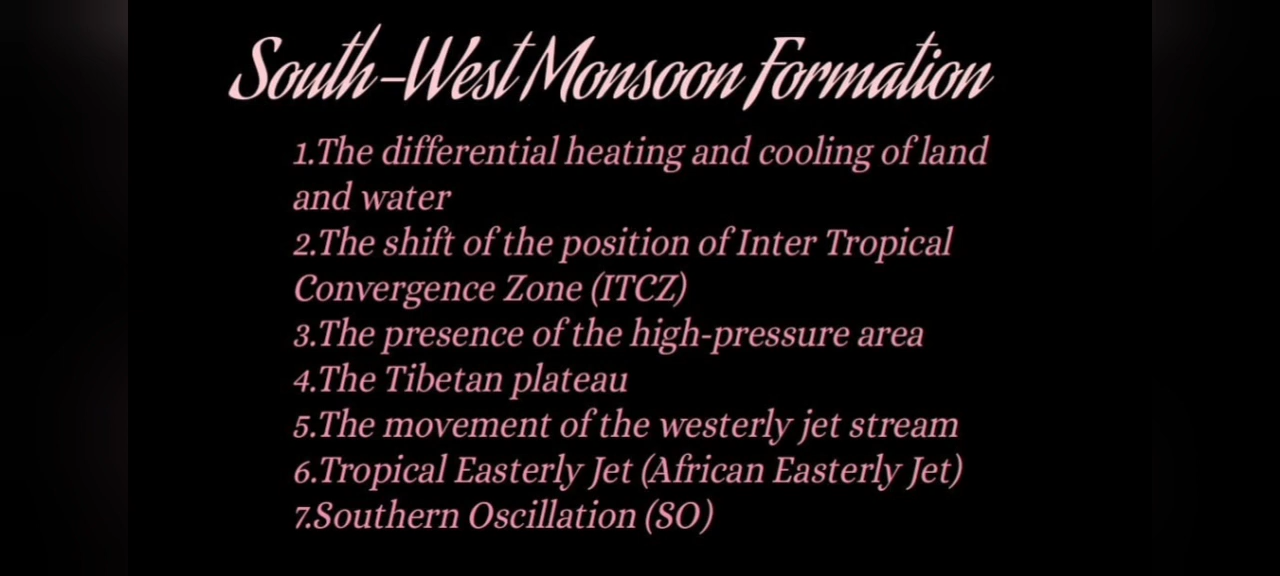 South-West Monsoon Formation
1.The differential heating and cooling of land
and water
2.The shift of the position of Inter Tropical
Convergence Zone (ITCZ)
3.The presence of the high-pressure area
4.The Tibetan plateau
5.The movement of the westerly jet stream
6.Tropical Easterly Jet (African Easterly Jet)
7.Southern Oscillation (SO)